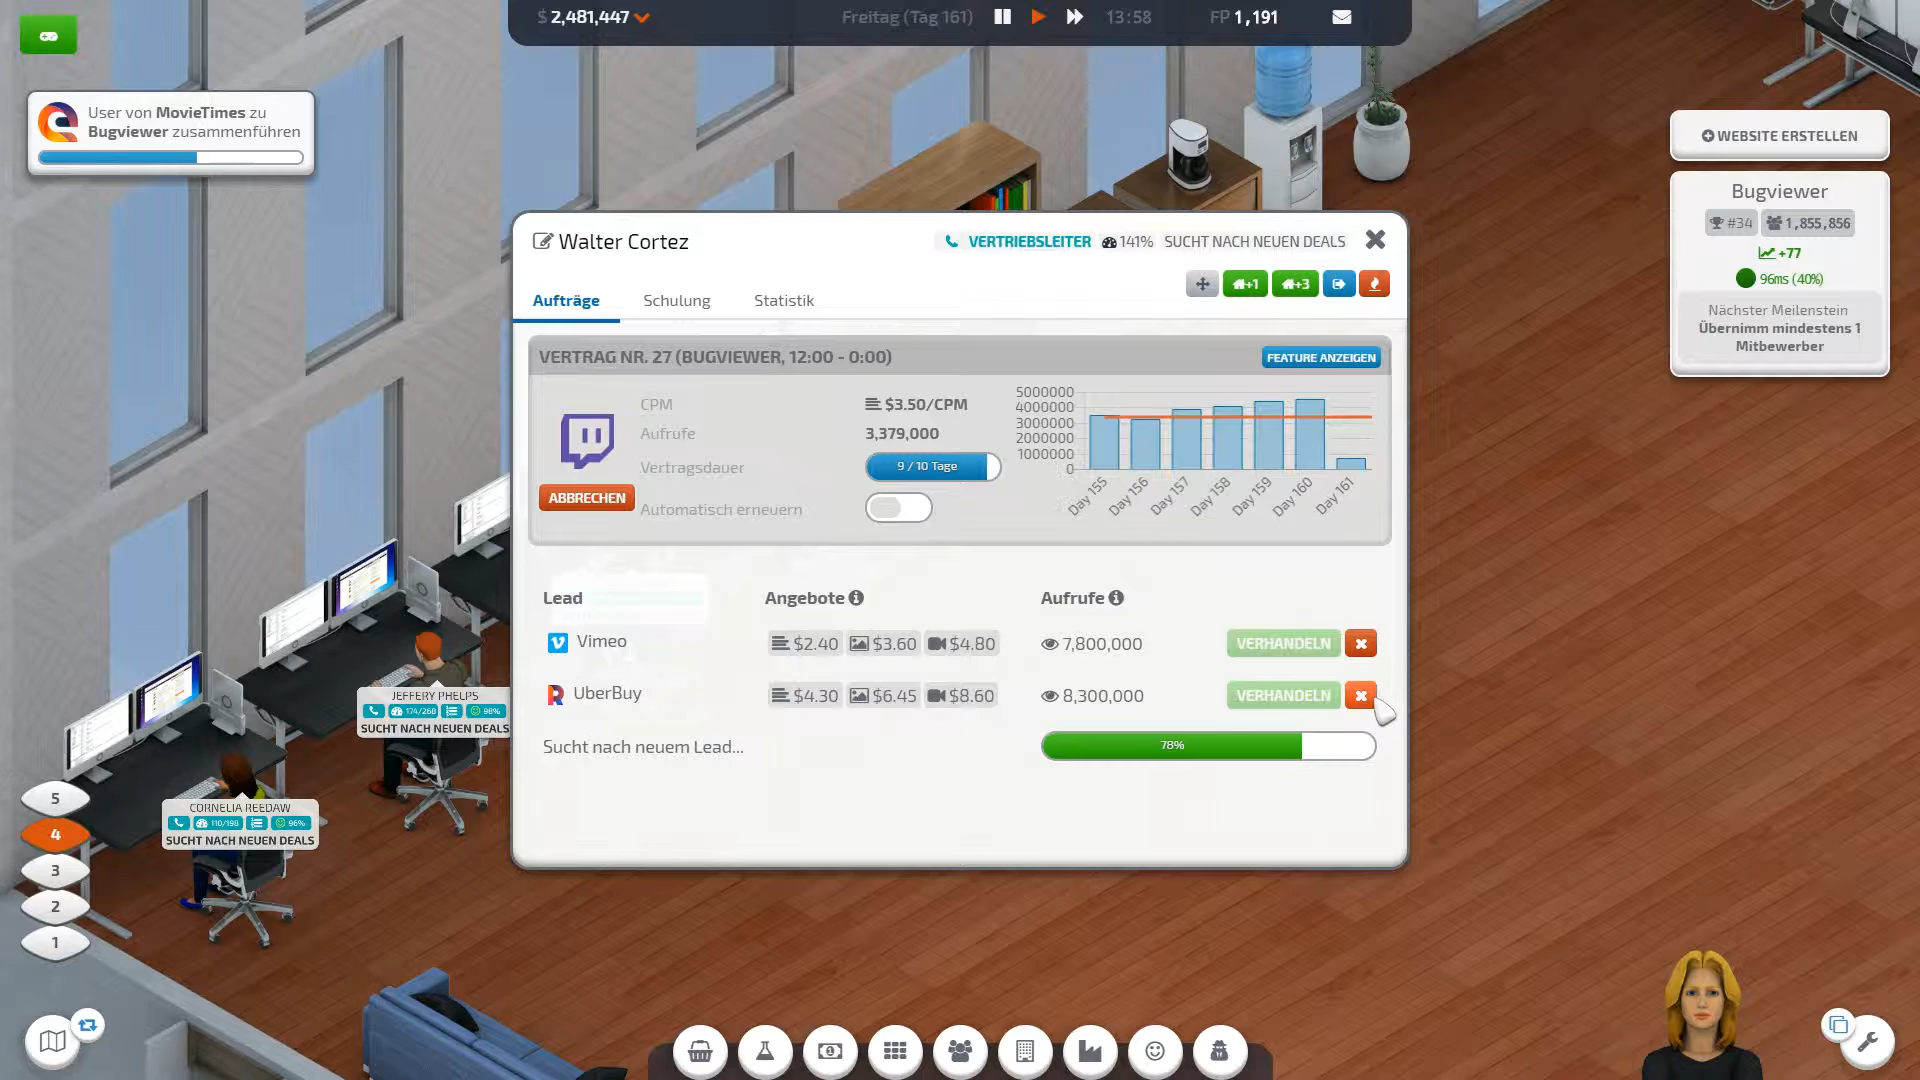 $ 2,481,447
Freitag (Tag 161)
13:58
FP 1,191
User von MovieTimes zu
Bugviewer zusammenführen
WEBSITE ERSTELLEN
Bugviewer
#34
1,855,856
+77
96ms (40%)
Nächster Meilenstein
Übernimm mindestens 1
Mitbewerber
Walter Cortez
VERTRIEBSLEITER
141%
SUCHT NACH NEUEN DEALS
+1
+3
Aufträge
Schulung
Statistik
VERTRAG NR. 27 (BUGVIEWER, 12:00 - 0:00)
FEATURE ANZEIGEN
CPM
$3.50/CPM
Aufrufe
3,379,000
Vertragsdauer
9 / 10 Tage
ABBRECHEN
Automatisch erneuern
5000000
4000000
3000000
2000000
1000000
0
Day 155
Day 156
Day 157
Day 158
Day 159
Day 160
Day 161
Lead
Angebote
Aufrufe
Vimeo
$2.40
$3.60
$4.80
7,800,000
VERHANDELN
UberBuy
$4.30
$6.45
$8.60
8,300,000
VERHANDELN
Sucht nach neuem Lead...
78%
JEFFERY PHELPS
174/260
98%
SUCHT NACH NEUEN DEALS
CORNELIA REEDAW
110/198
96%
SUCHT NACH NEUEN DEALS
5
4
3
2
1